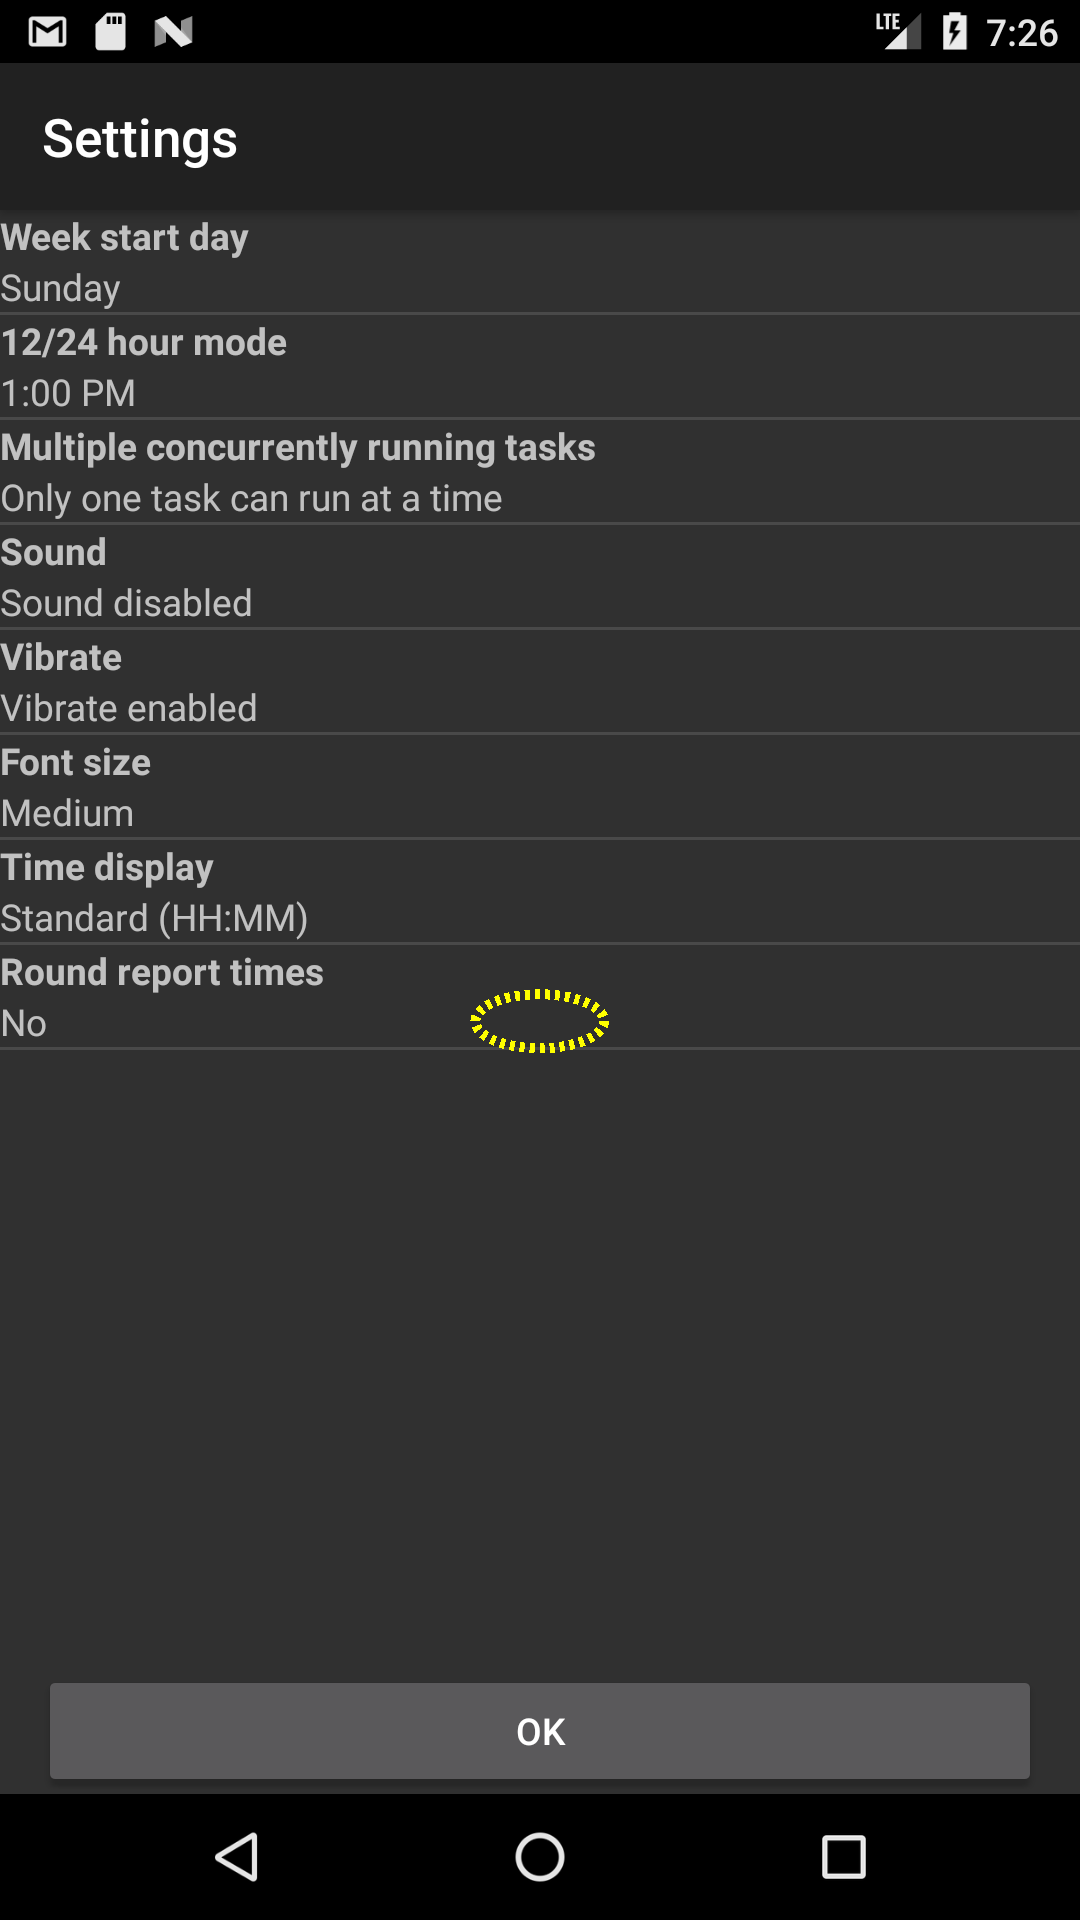 LTE 7:26
Settings
Week start day
Sunday
12/24 hour mode
1:00 PM
Multiple concurrently running tasks
Only one task can run at a time
Sound
Sound disabled
Vibrate
Vibrate enabled
Font size
Medium
Time display
Standard (HH:MM)
Round report times
No
OK